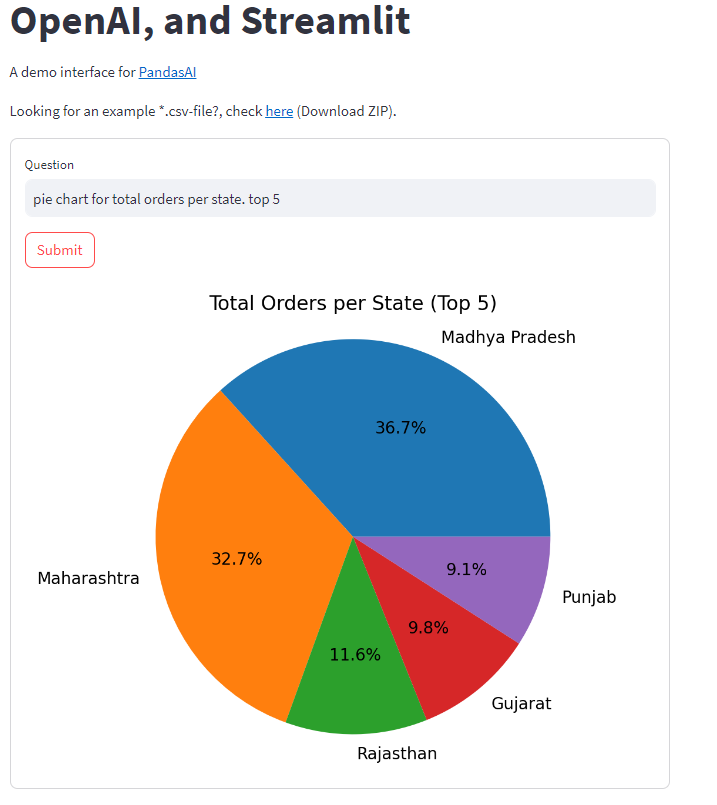 OpenAI, and Streamlit
A demo interface for PandasAI
Looking for an example *.csv-file?, check here (Download ZIP).
Question
pie chart for total orders per state. top 5
Submit
Total Orders per State (Top 5)
Madhya Pradesh
36.7%
32.7%
Maharashtra
9.1%
Punjab
9.8%
11.6%
Gujarat
Rajasthan